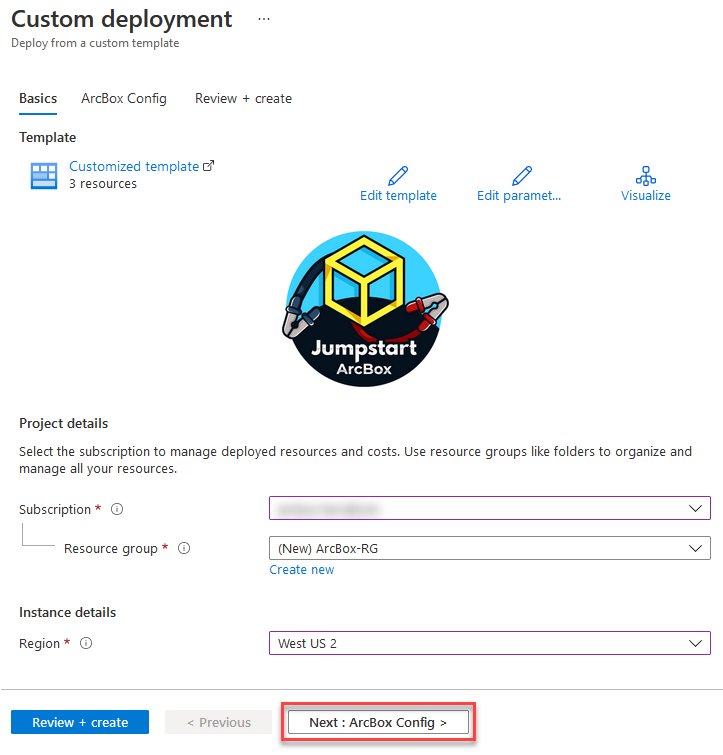 Custom deployment ...
Deploy from a custom template
Basics ArcBox Config Review + create
Template
Customized template
3 resources
Edit template Edit paramet... Visualize
Jumpstart
ArcBox
Project details
Select the subscription to manage deployed resources and costs. Use resource groups like folders to organize and
manage all your resources.
Subscription *
Resource group * (New) ArcBox-RG
Create new
Instance details
Region * West US 2
Review + create < Previous Next : ArcBox Config >